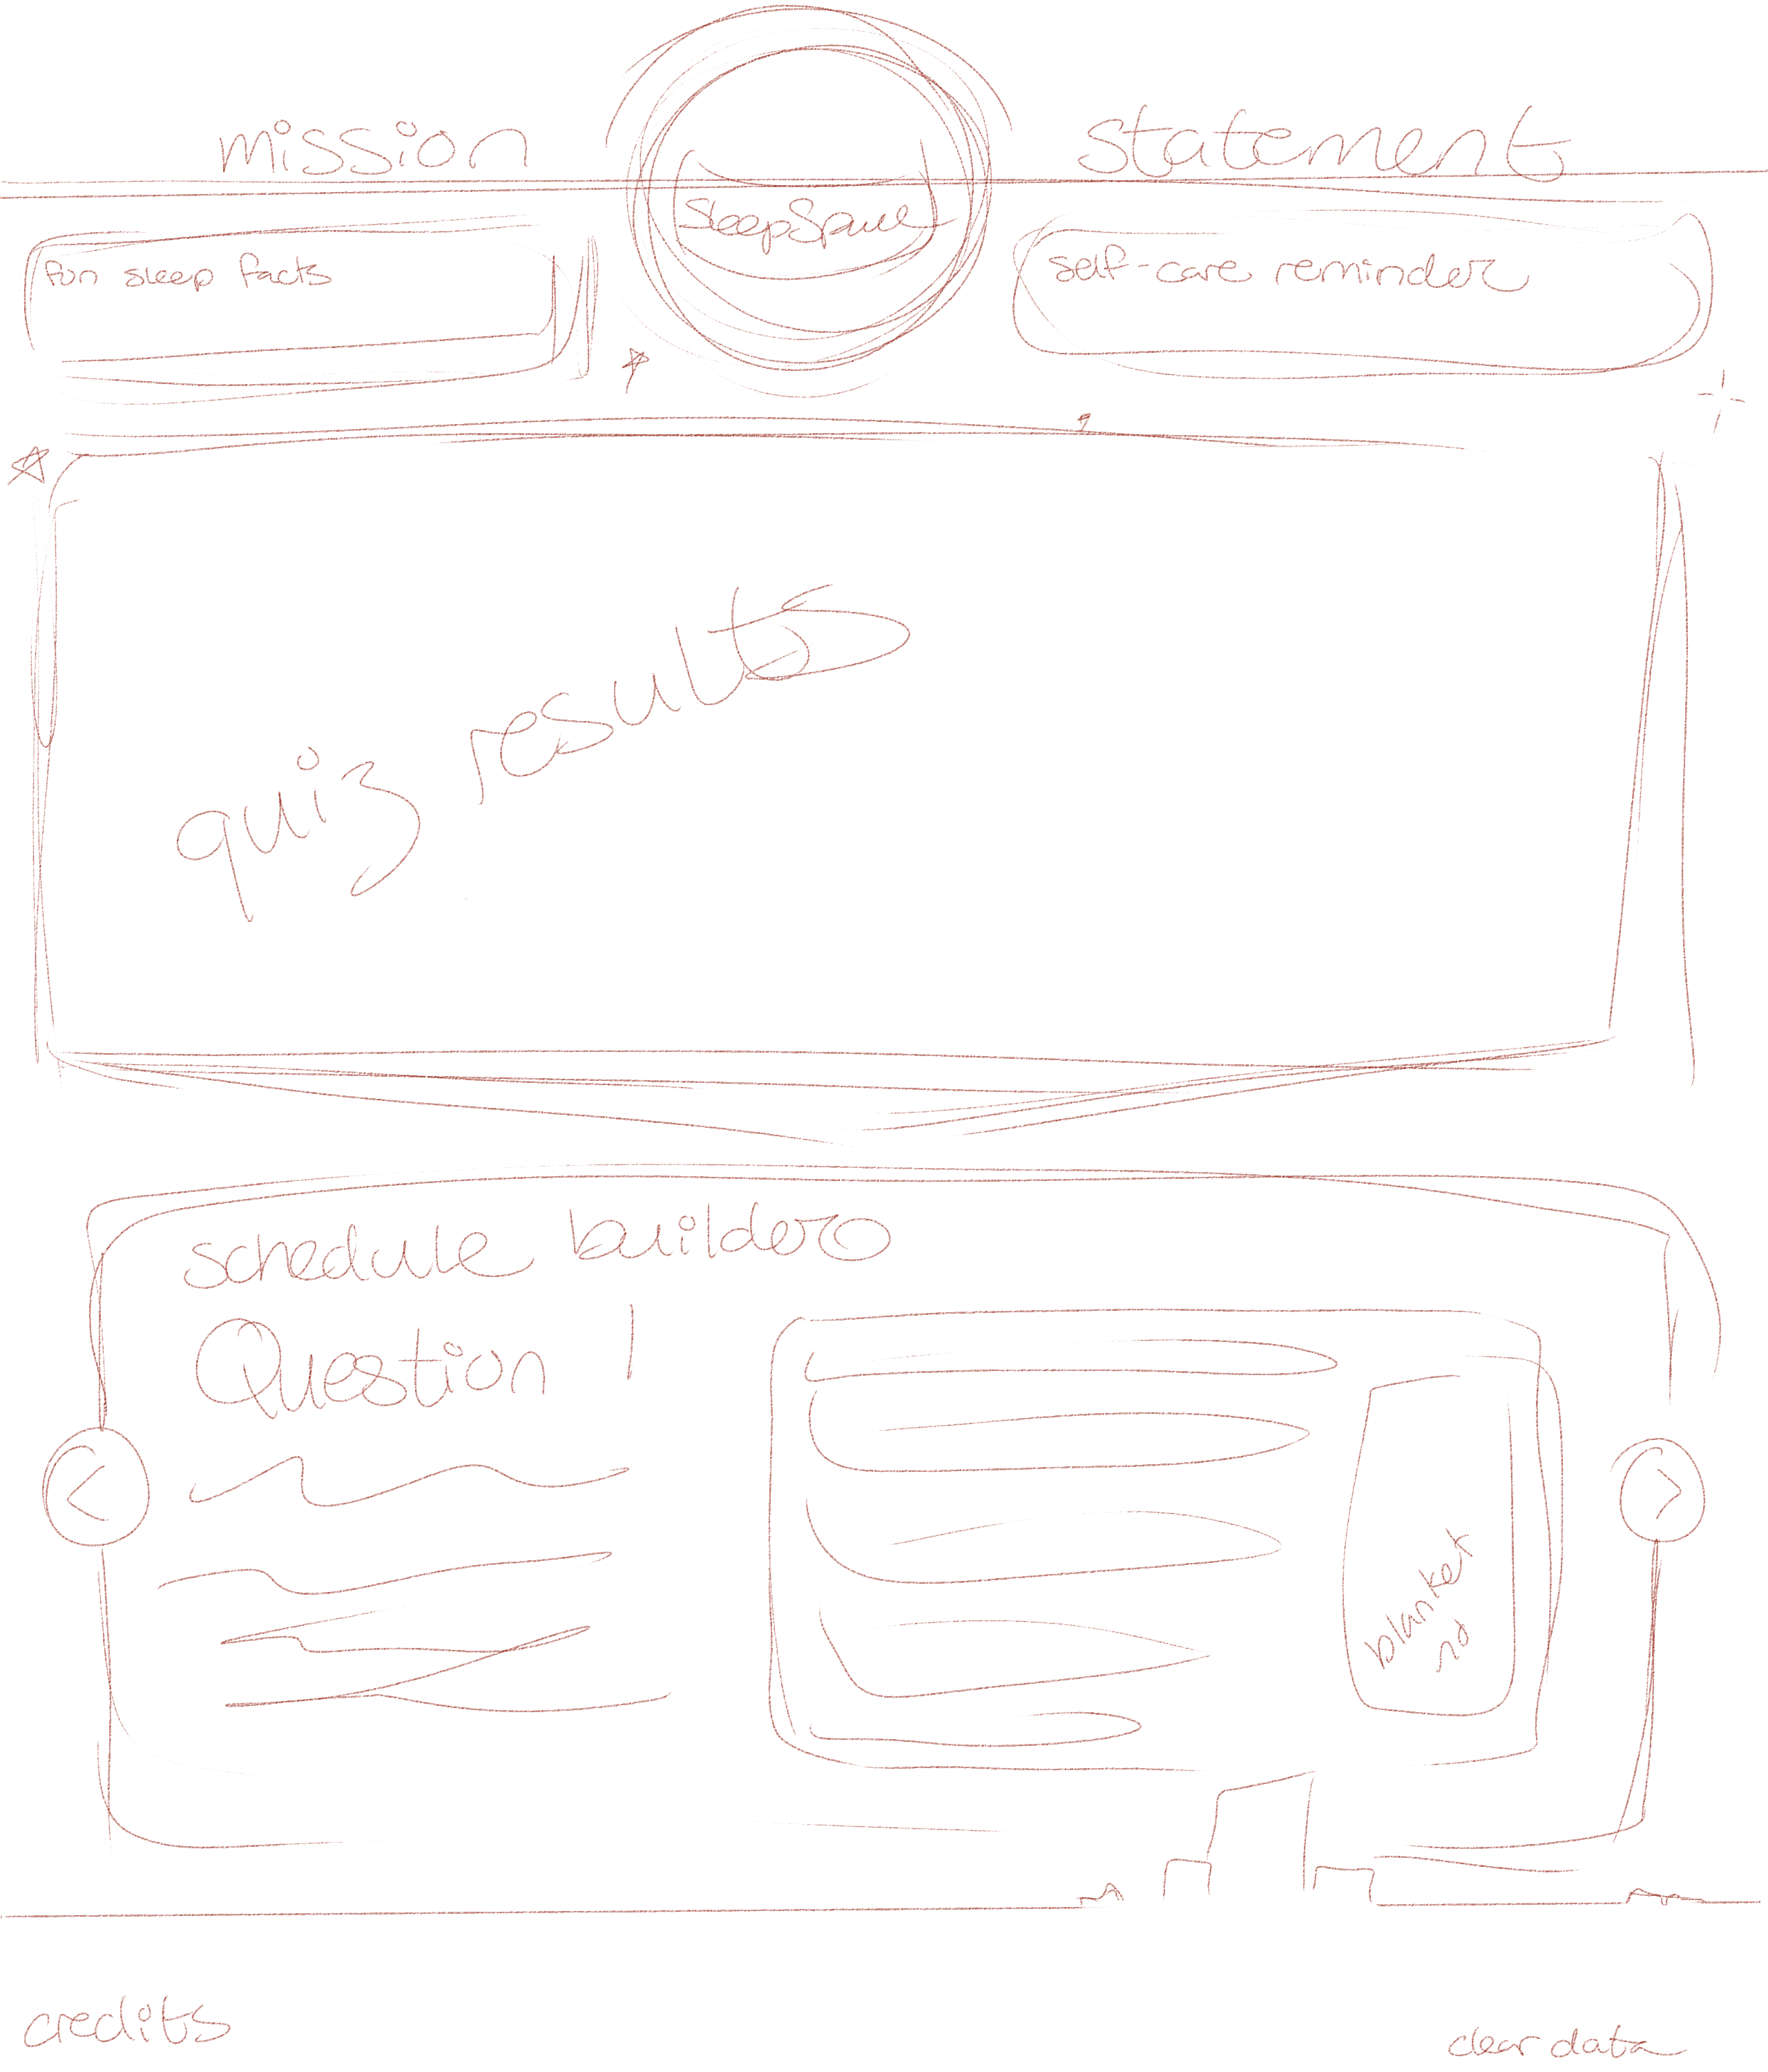 mission statement
SleepSpace
fun sleep facts
self-care reminder
quiz results
schedule builder
Question 1
<
>
blanket
credits
clear data